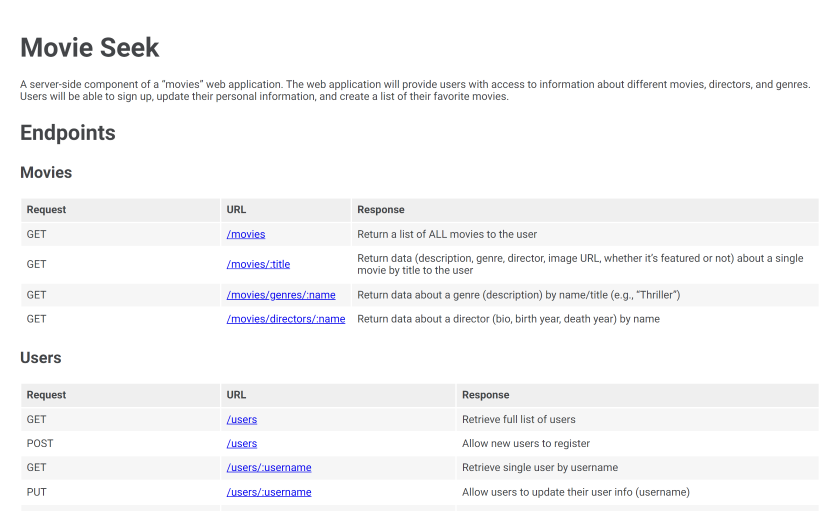 Movie Seek
A server-side component of a “movies” web application. The web application will provide users with access to information about different movies, directors, and genres.
Users will be able to sign up, update their personal information, and create a list of their favorite movies.
Endpoints
Movies
Request URL Response
GET /movies Return a list of ALL movies to the user
GET /movies/:title Return data (description, genre, director, image URL, whether it’s featured or not) about a single
movie by title to the user
GET /movies/genres/:name Return data about a genre (description) by name/title (e.g., “Thriller”)
GET /movies/directors/:name Return data about a director (bio, birth year, death year) by name
Users
Request URL Response
GET /users Retrieve full list of users
POST /users Allow new users to register
GET /users/:username Retrieve single user by username
PUT /users/:username Allow users to update their user info (username)